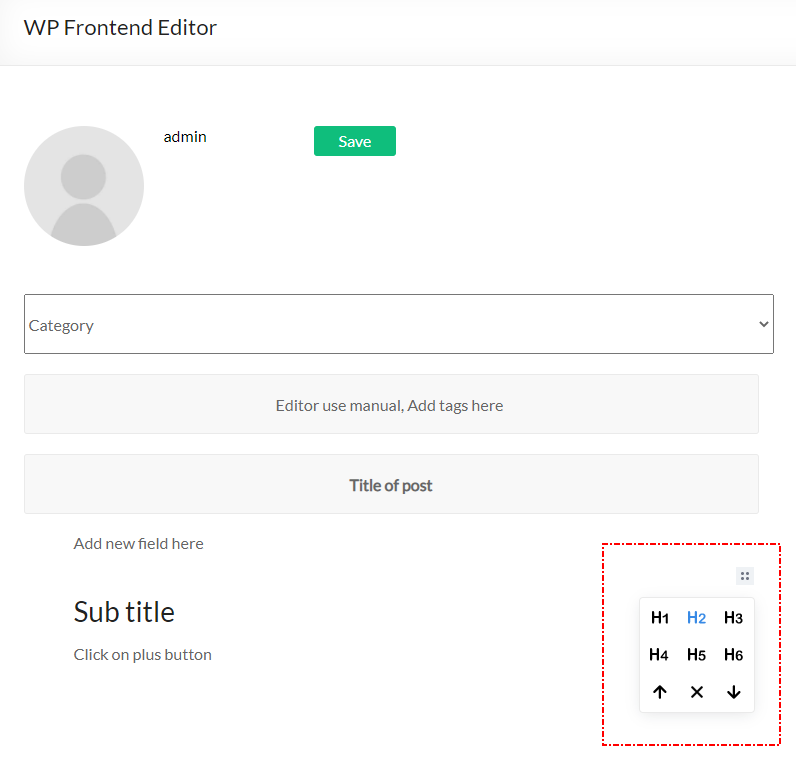 WP Frontend Editor
admin
Save
Category
Editor use manual, Add tags here
Title of post
Add new field here
Sub title
Click on plus button
H1 H2 H3
H4 H5 H6